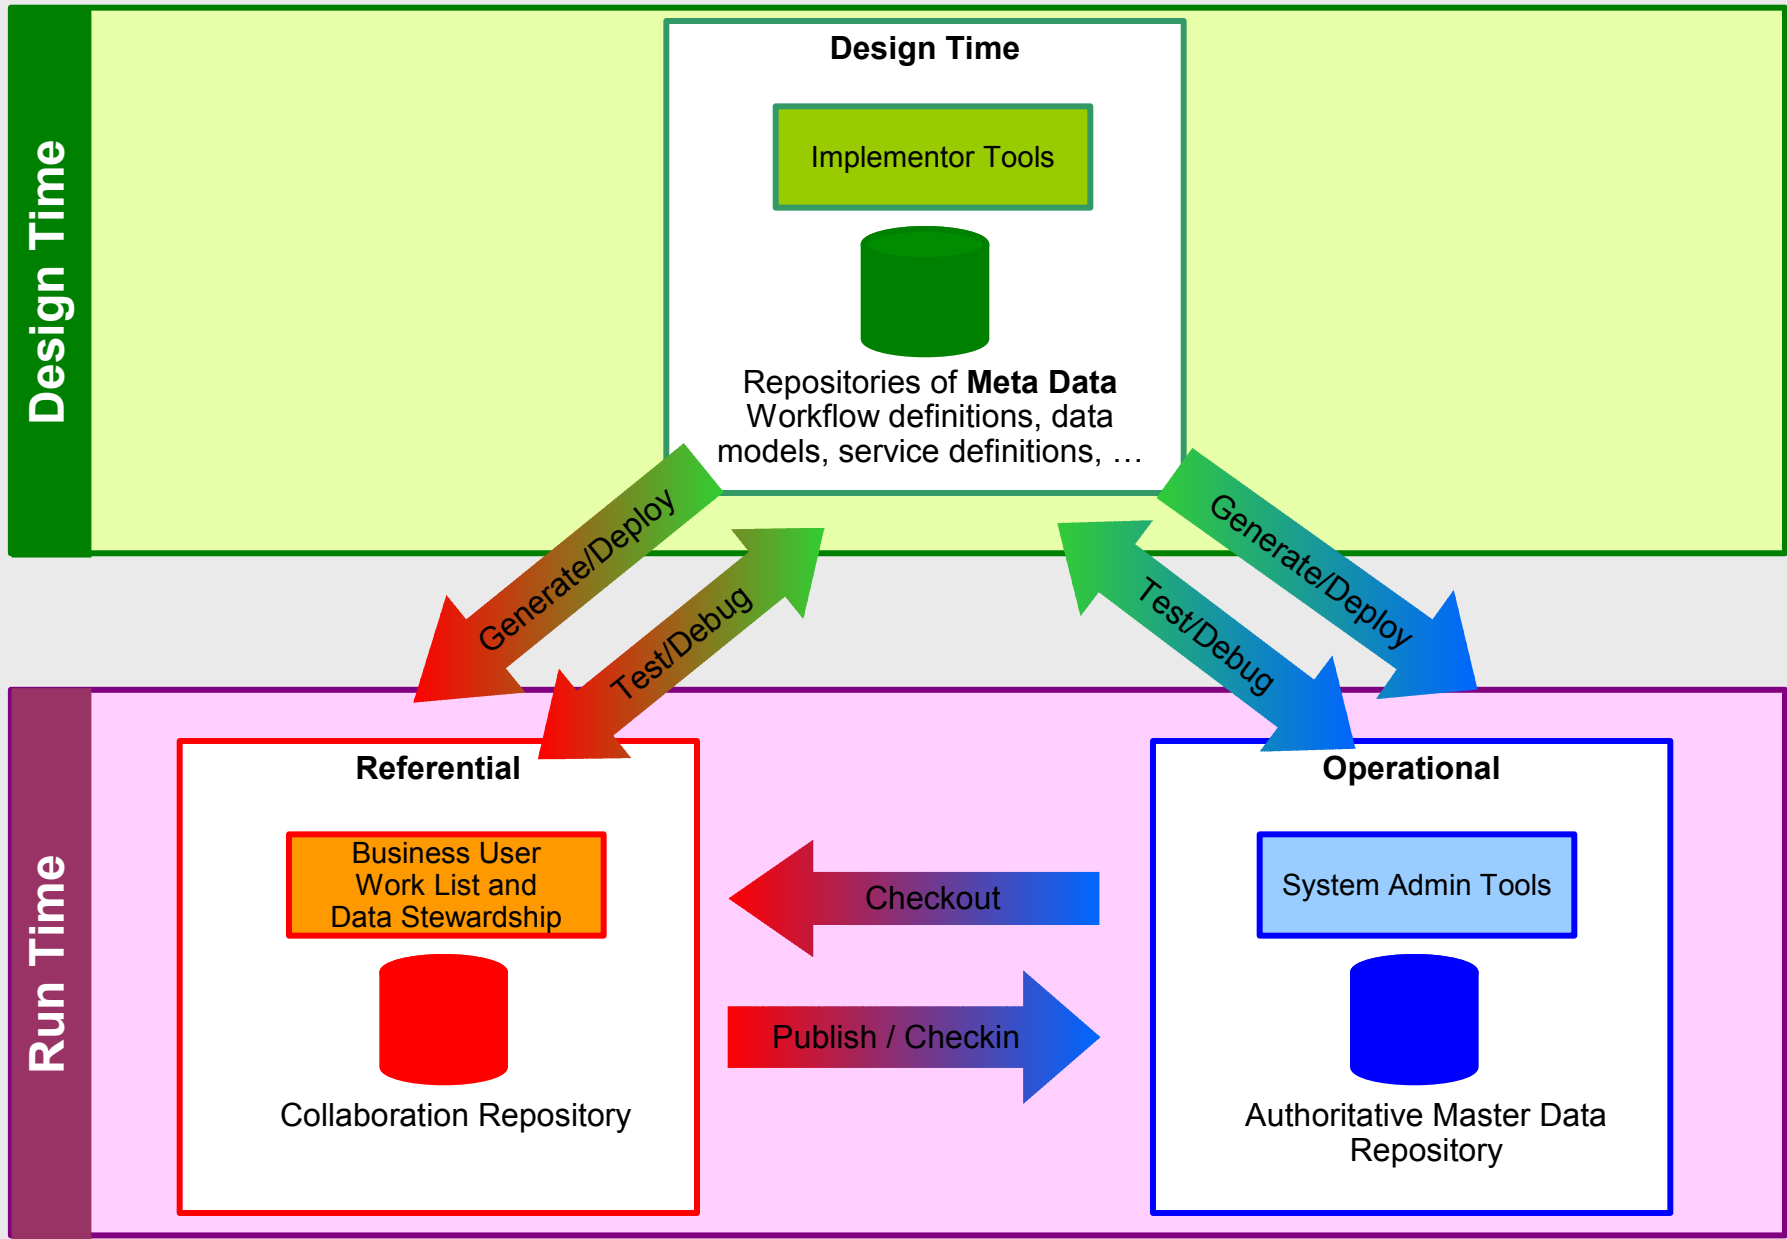 Design Time
Design Time
Implementor Tools
Repositories of Meta Data
Workflow definitions, data
models, service definitions, …
Generate/Deploy
Test/Debug
Test/Debug
Generate/Deploy
Run Time
Referential
Business User
Work List and
Data Stewardship
Collaboration Repository
Checkout
Publish / Checkin
Operational
System Admin Tools
Authoritative Master Data
Repository